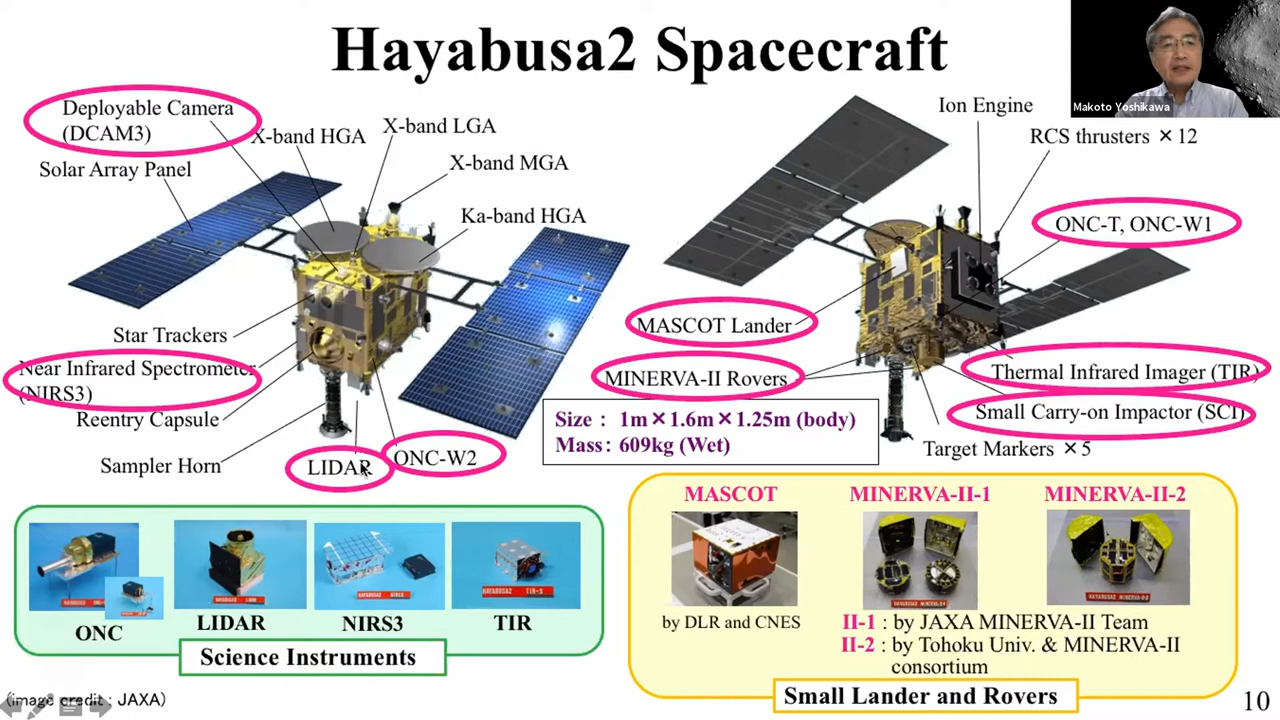 Hayabusa2 Spacecraft
Makoto Yoshikawa
Deployable Camera
(DCAM3)
X-band HGA
X-band LGA
X-band MGA
Solar Array Panel
Ka-band HGA
Star Trackers
Near Infrared Spectrometer
(NIRS3)
Reentry Capsule
Sampler Horn
LIDAR
ONC-W2
Ion Engine
RCS thrusters ×12
ONC-T, ONC-W1
MASCOT Lander
MINERVA-II Rovers
Thermal Infrared Imager (TIR)
Small Carry-on Impactor (SCI)
Target Markers ×5
Size : 1m×1.6m×1.25m (body)
Mass: 609kg (Wet)
ONC
LIDAR
NIRS3
TIR
Science Instruments
MASCOT
MINERVA-II-1
MINERVA-II-2
by DLR and CNES
II-1 : by JAXA MINERVA-II Team
II-2 : by Tohoku Univ. & MINERVA-II
consortium
Small Lander and Rovers
(image credit : JAXA)
10